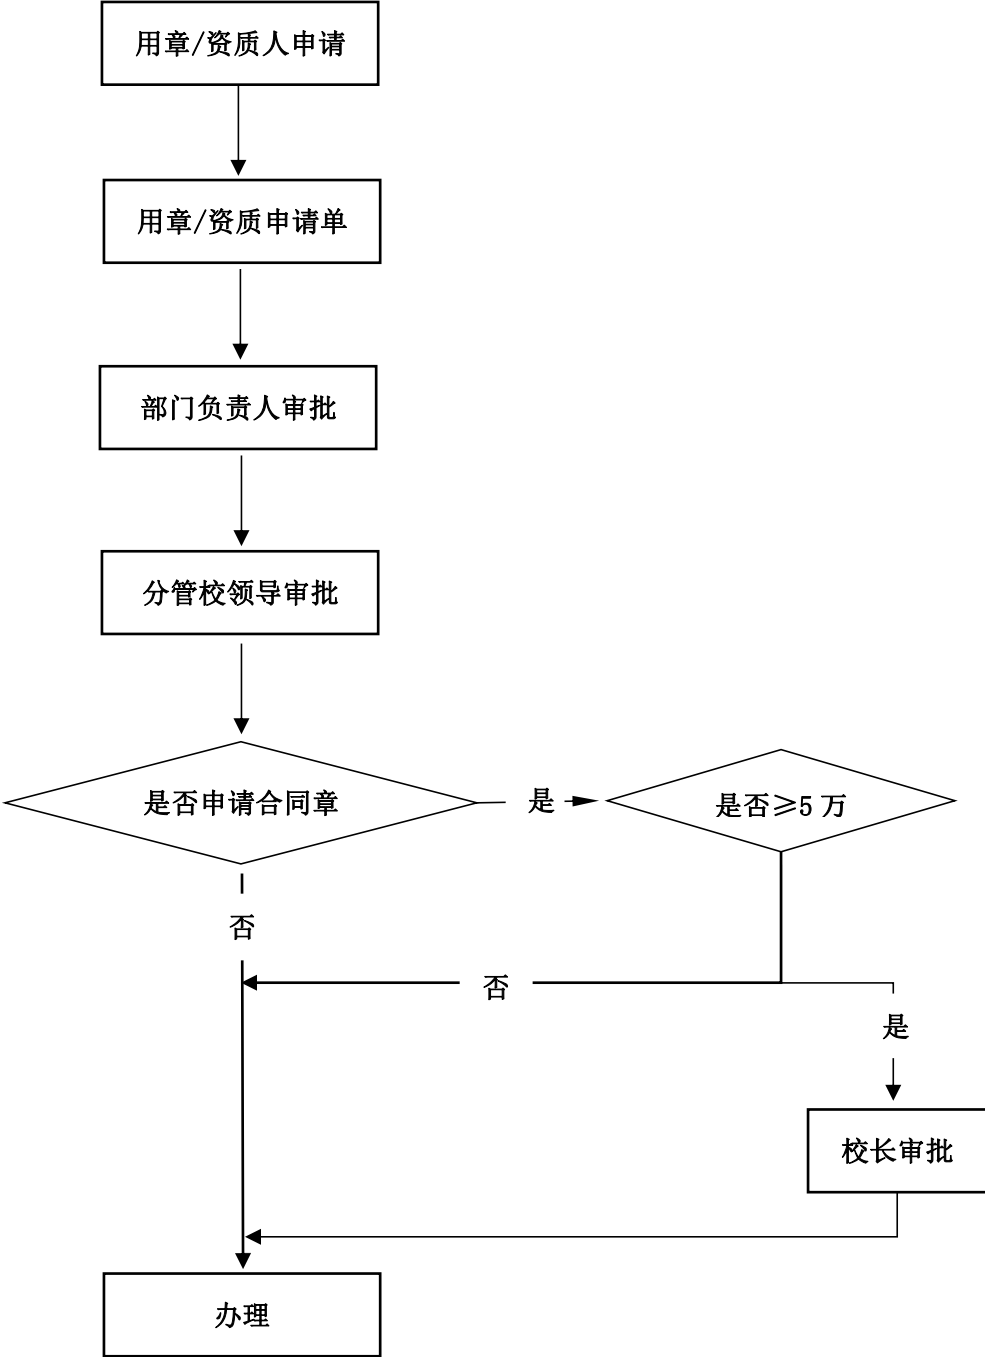 用章/资质人申请
用章/资质申请单
部门负责人审批
分管校领导审批
是否申请合同章
是
是否≥5 万
否
否
是
校长审批
办理